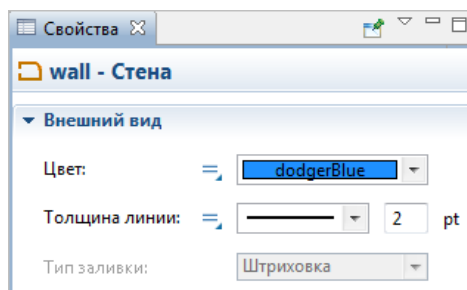 Свойства
wall - Стена
Внешний вид
Цвет: dodgerBlue
Толщина линии: 2 pt
Тип заливки: Штриховка